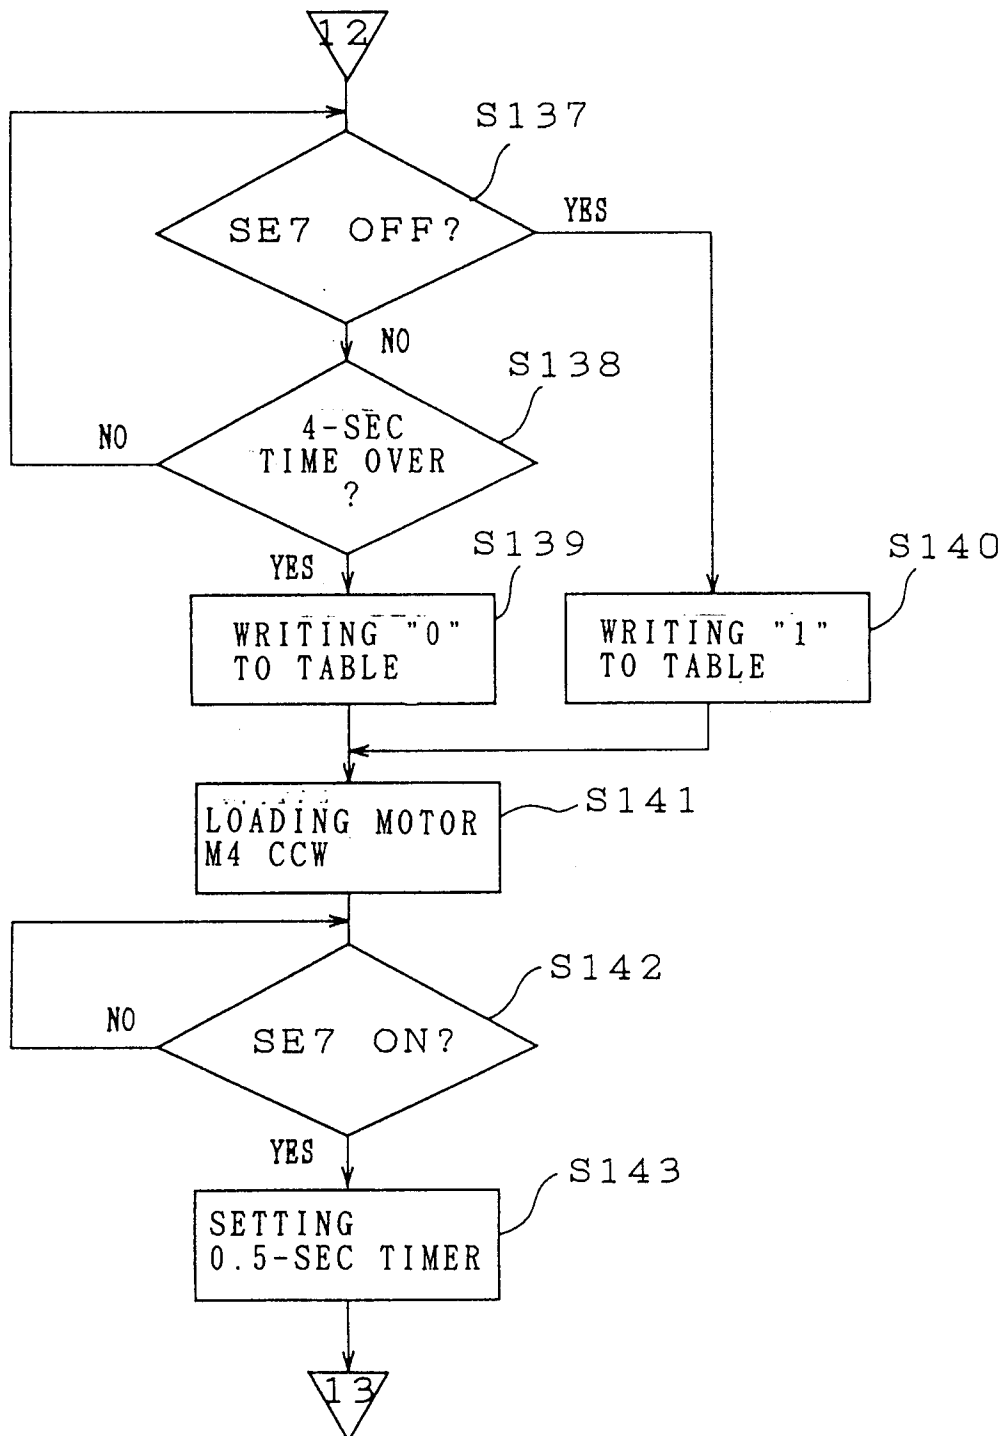 12
S137
SE7 OFF?
YES
NO
S138
4-SEC
TIME OVER
?
NO
YES
S139
S140
WRITING "0"
TO TABLE
WRITING "1"
TO TABLE
S141
LOADING MOTOR
M4 CCW
S142
SE7 ON?
NO
YES
S143
SETTING
0.5-SEC TIMER
13